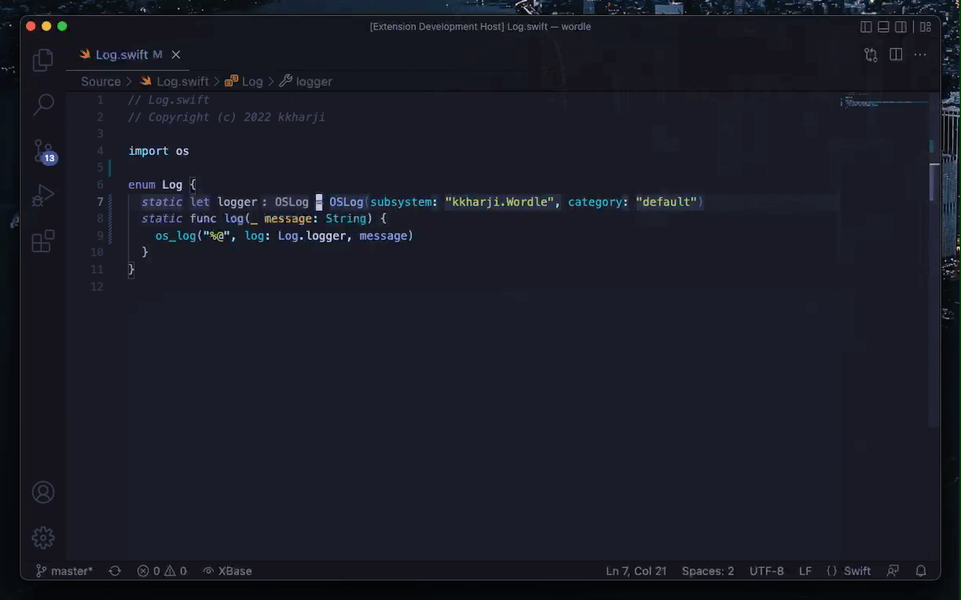 [Extension Development Host] Log.swift — wordle
Log.swift M
Source > Log.swift > Log > logger
1 // Log.swift
2 // Copyright (c) 2022 kkharji
3
4 import os
5
6 enum Log {
7 static let logger: OSLog = OSLog(subsystem: "kkharji.Wordle", category: "default")
8 static func log(_ message: String) {
9 os_log("%@", log: Log.logger, message)
10 }
11 }
12
13
master* 0 0 XBase Ln 7, Col 21 Spaces: 2 UTF-8 LF {} Swift